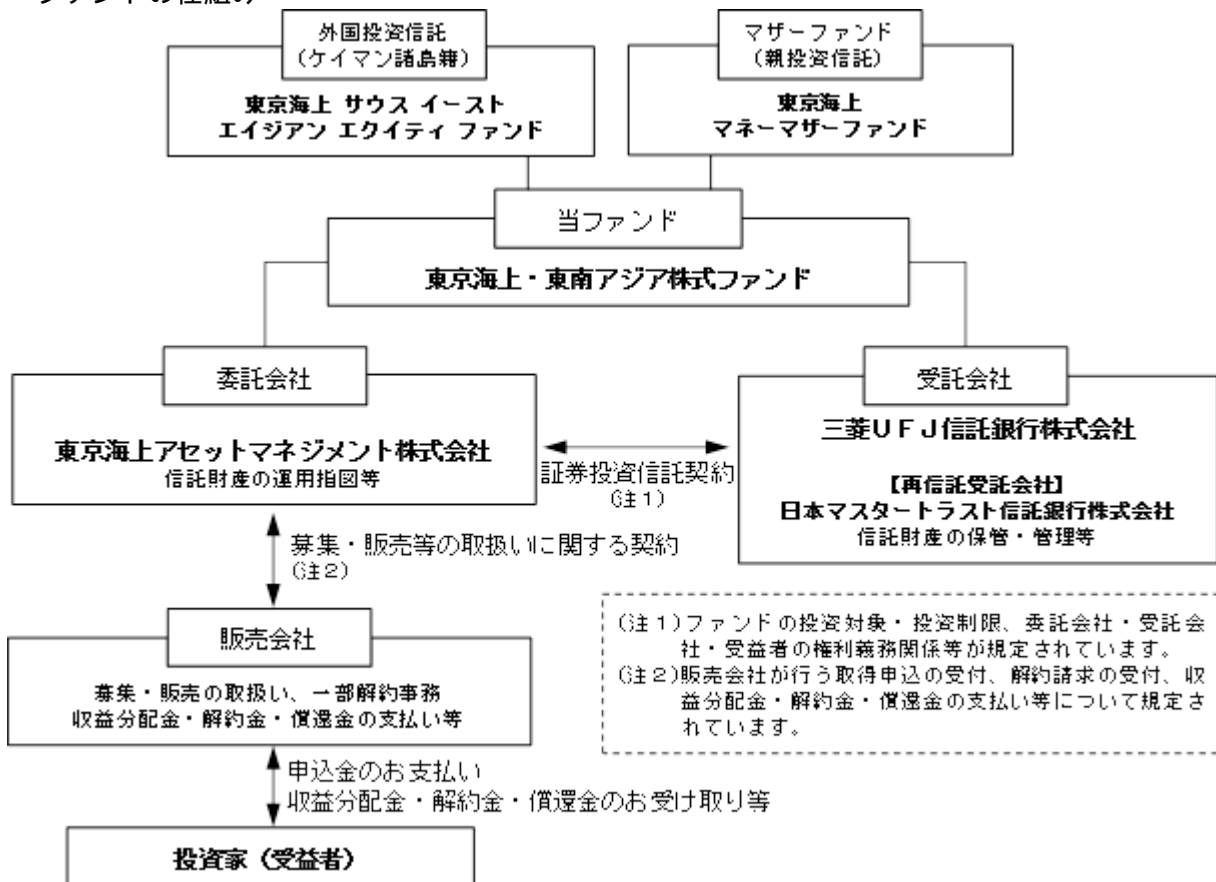 ファンドの仕組み
外国投資信託
(ケイマン諸島籍)
東京海上 サウス イースト
エイジアン エクイティ ファンド
マザーファンド
(親投資信託)
東京海上
マネーマザーファンド
当ファンド
東京海上・東南アジア株式ファンド
委託会社
東京海上アセットマネジメント株式会社
信託財産の運用指図等
証券投資信託契約
(注1)
受託会社
三菱UFJ信託銀行株式会社
【再信託受託会社】
日本マスタートラスト信託銀行株式会社
信託財産の保管・管理等
募集・販売等の取扱いに関する契約
(注2)
販売会社
募集・販売の取扱い、一部解約事務
収益分配金・解約金・償還金の支払い等
(注1)ファンドの投資対象・投資制限、委託会社・受託会
社・受益者の権利義務関係等が規定されています。
(注2)販売会社が行う取得申込の受付、解約請求の受付、収
益分配金・解約金・償還金の支払い等について規定さ
れています。
申込金のお支払い
収益分配金・解約金・償還金のお受け取り等
投資家(受益者)